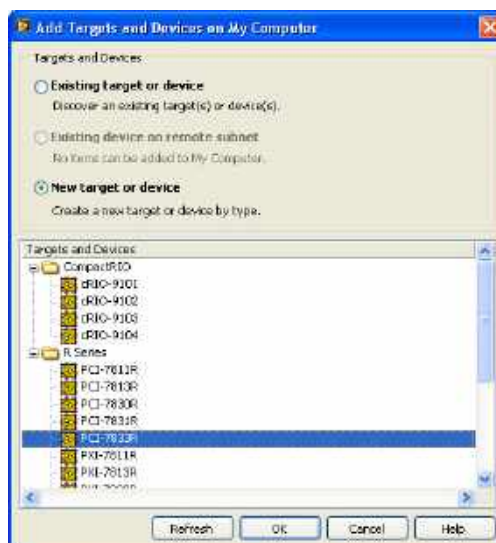 Add Targets and Devices on My Computer
Targets and Devices
Existing target or device
Discover an existing target(s) or device(s).
Existing device on remote subnet
No items can be added to My Computer.
New target or device
Create a new target or device by type.
Targets and Devices
CompactRIO
cRIO-9101
cRIO-9102
cRIO-9103
cRIO-9104
R Series
PCI-7811R
PCI-7813R
PCI-7830R
PCI-7831R
PCI-7833R
PXI-7811R
PXI-7813R
Refresh
OK
Cancel
Help